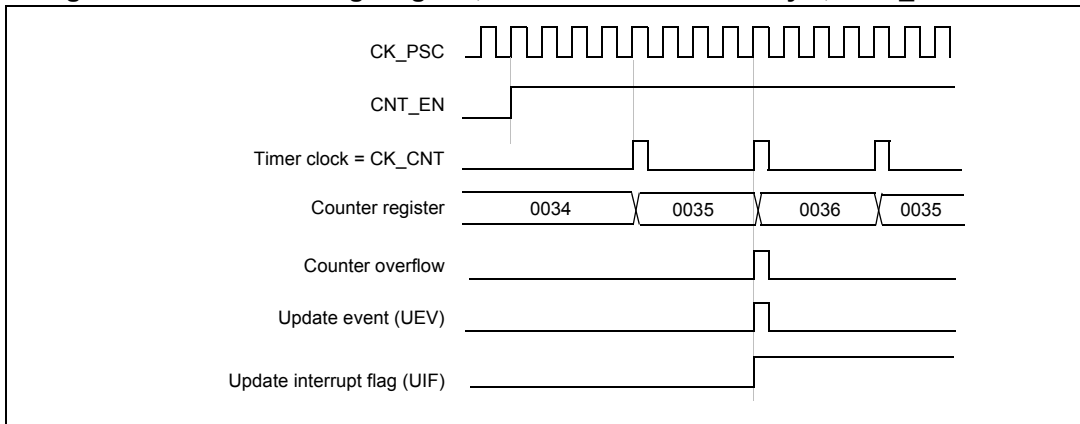 CK_PSC
CNT_EN
Timer clock = CK_CNT
Counter register 0034 0035 0036 0035
Counter overflow
Update event (UEV)
Update interrupt flag (UIF)